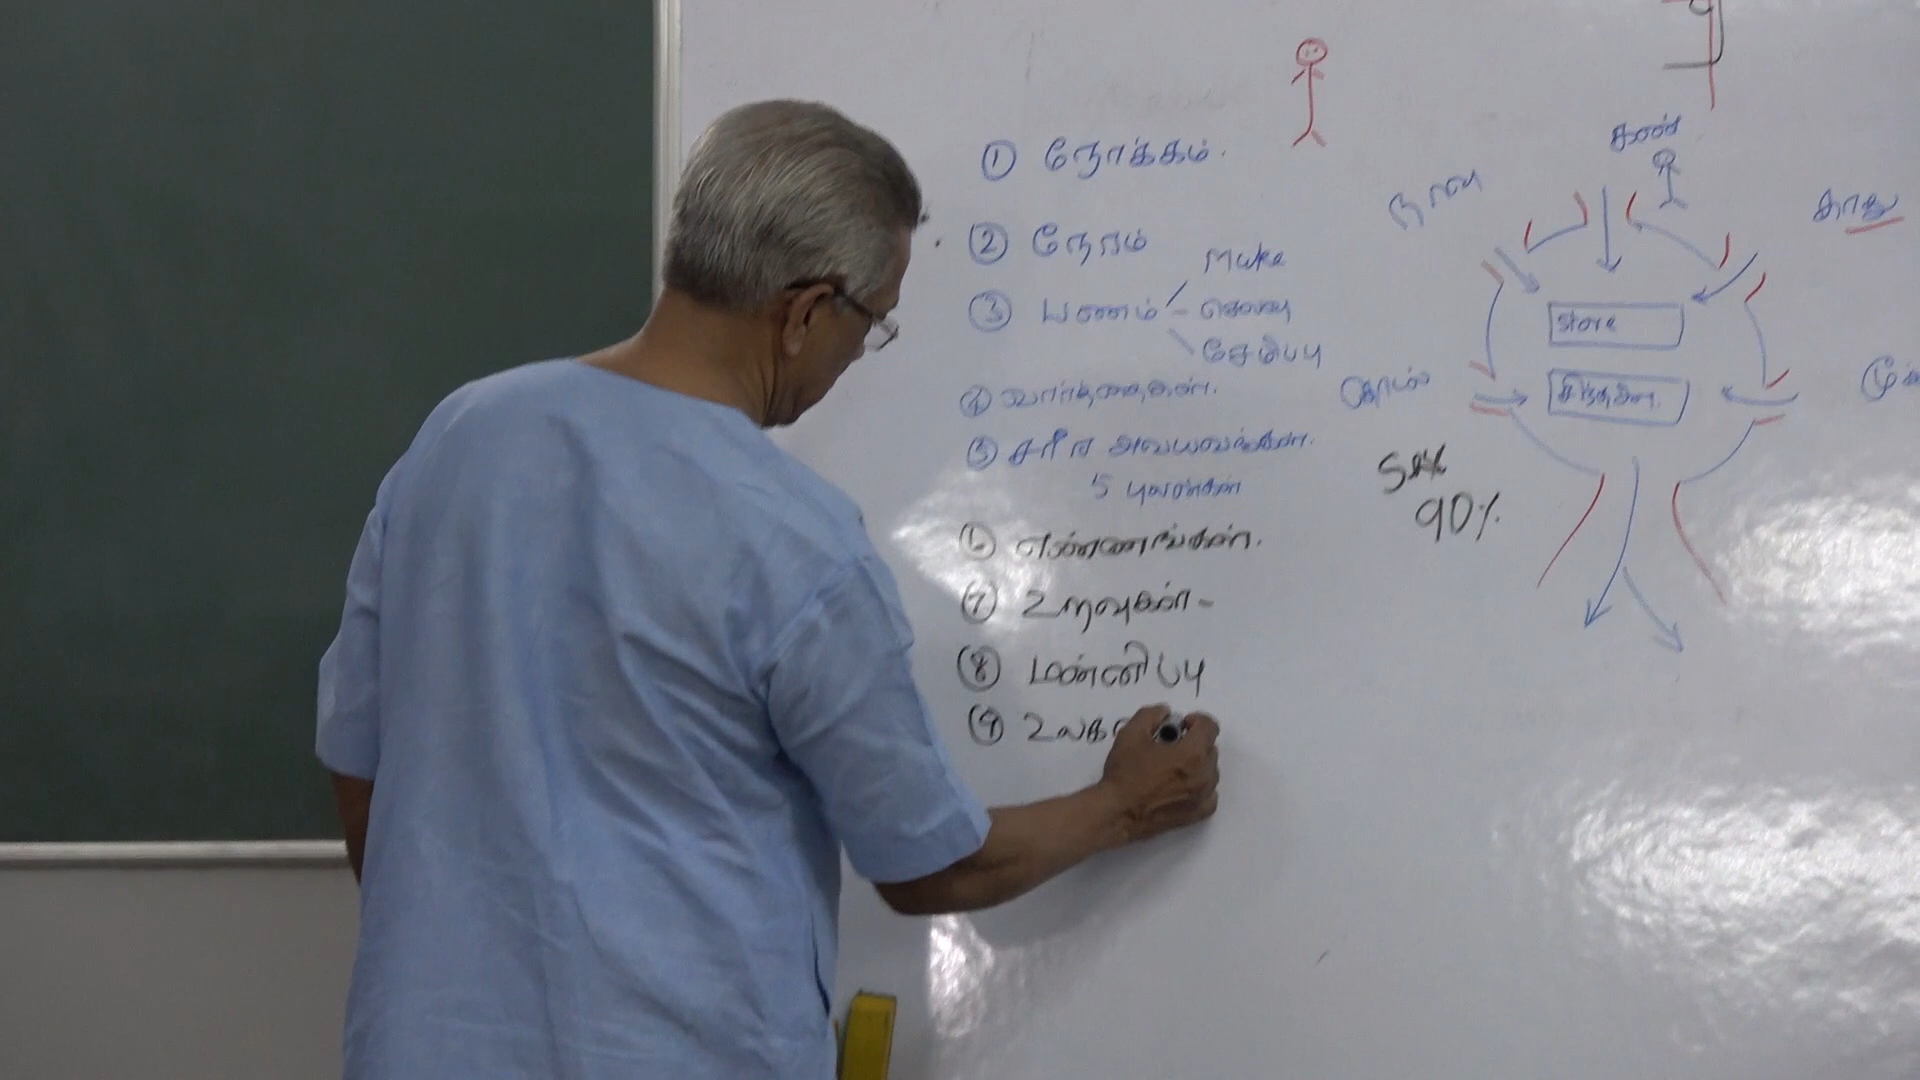 ① நோக்கம்.
② நேரம்
Make
③ பணம் - செலவு
சேமிப்பு
④ வார்த்தைகள்.
⑤ சரீர அவயவங்கள்.
5 புலன்கள்
⑥ எண்ணங்கள்.
⑦ உறவுகள் -
⑧ மன்னிப்பு
⑨ உலக
கண்
காது
Store
90%